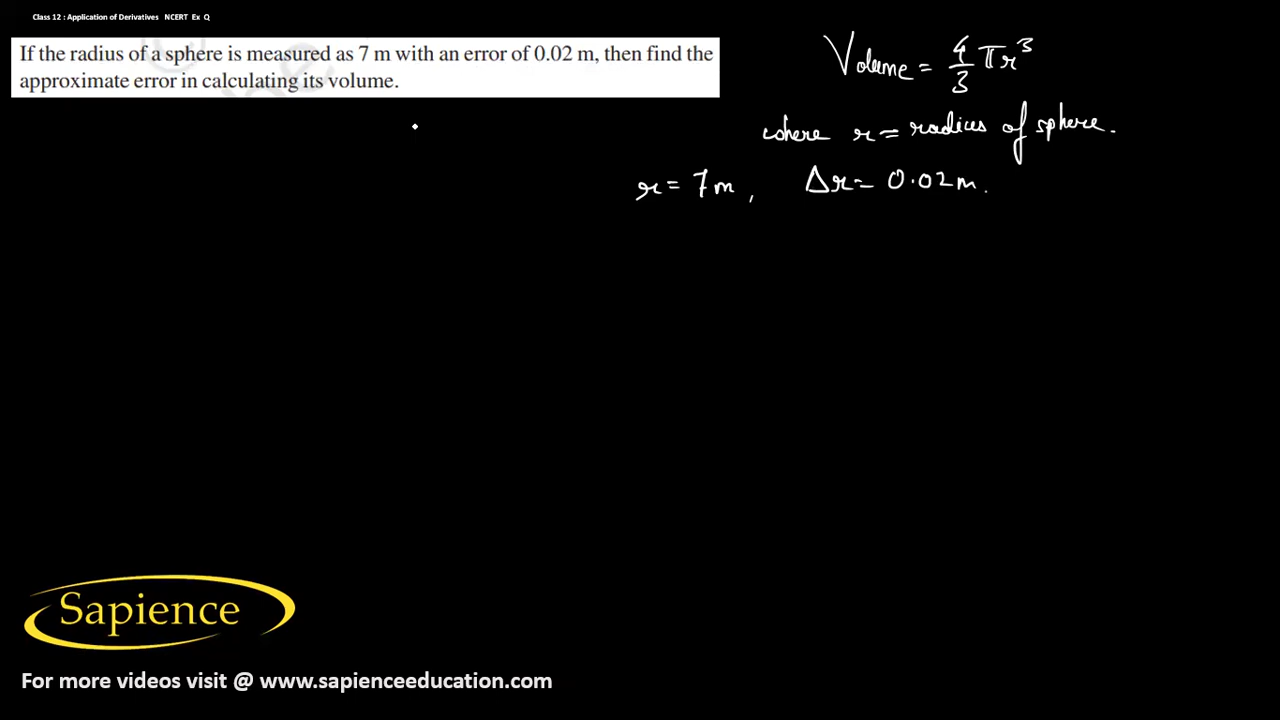 Class 12 : Application of Derivatives NCERT Ex Q
If the radius of a sphere is measured as 7 m with an error of 0.02 m, then find the
approximate error in calculating its volume.
Volume = 4/3 πr³
where r = radius of sphere.
r = 7m, Δr = 0.02m.
Sapience
For more videos visit @ www.sapienceeducation.com